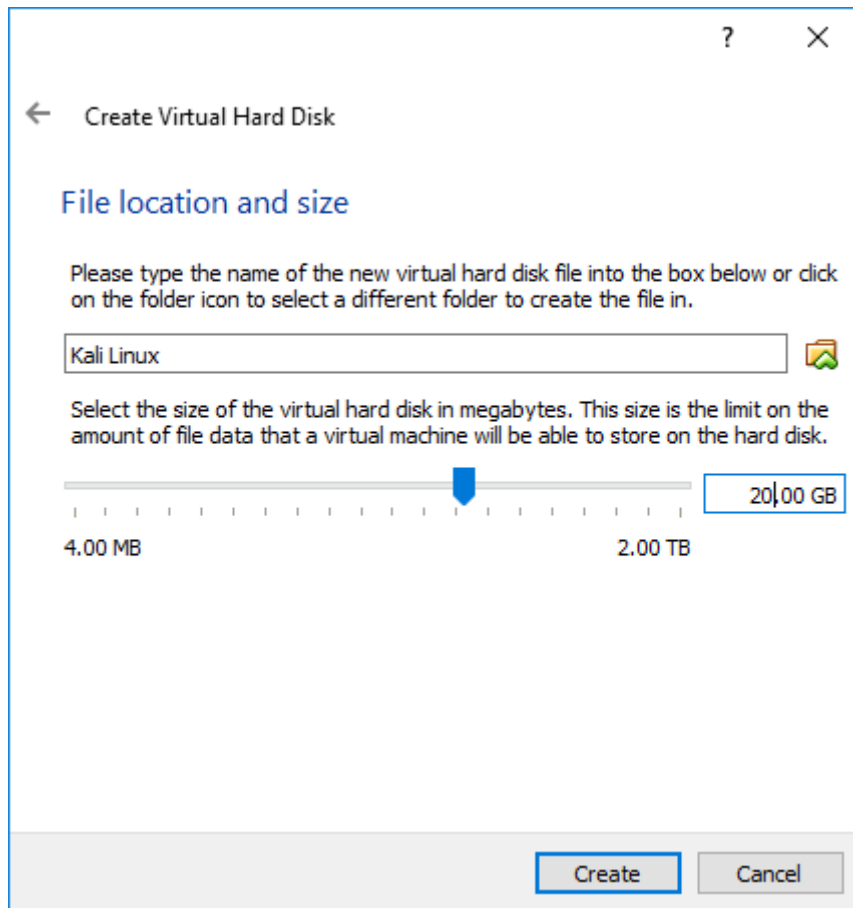 ?
Create Virtual Hard Disk
File location and size
Please type the name of the new virtual hard disk file into the box below or click
on the folder icon to select a different folder to create the file in.
Kali Linux
Select the size of the virtual hard disk in megabytes. This size is the limit on the
amount of file data that a virtual machine will be able to store on the hard disk.
20.00 GB
4.00 MB 2.00 TB
Create Cancel